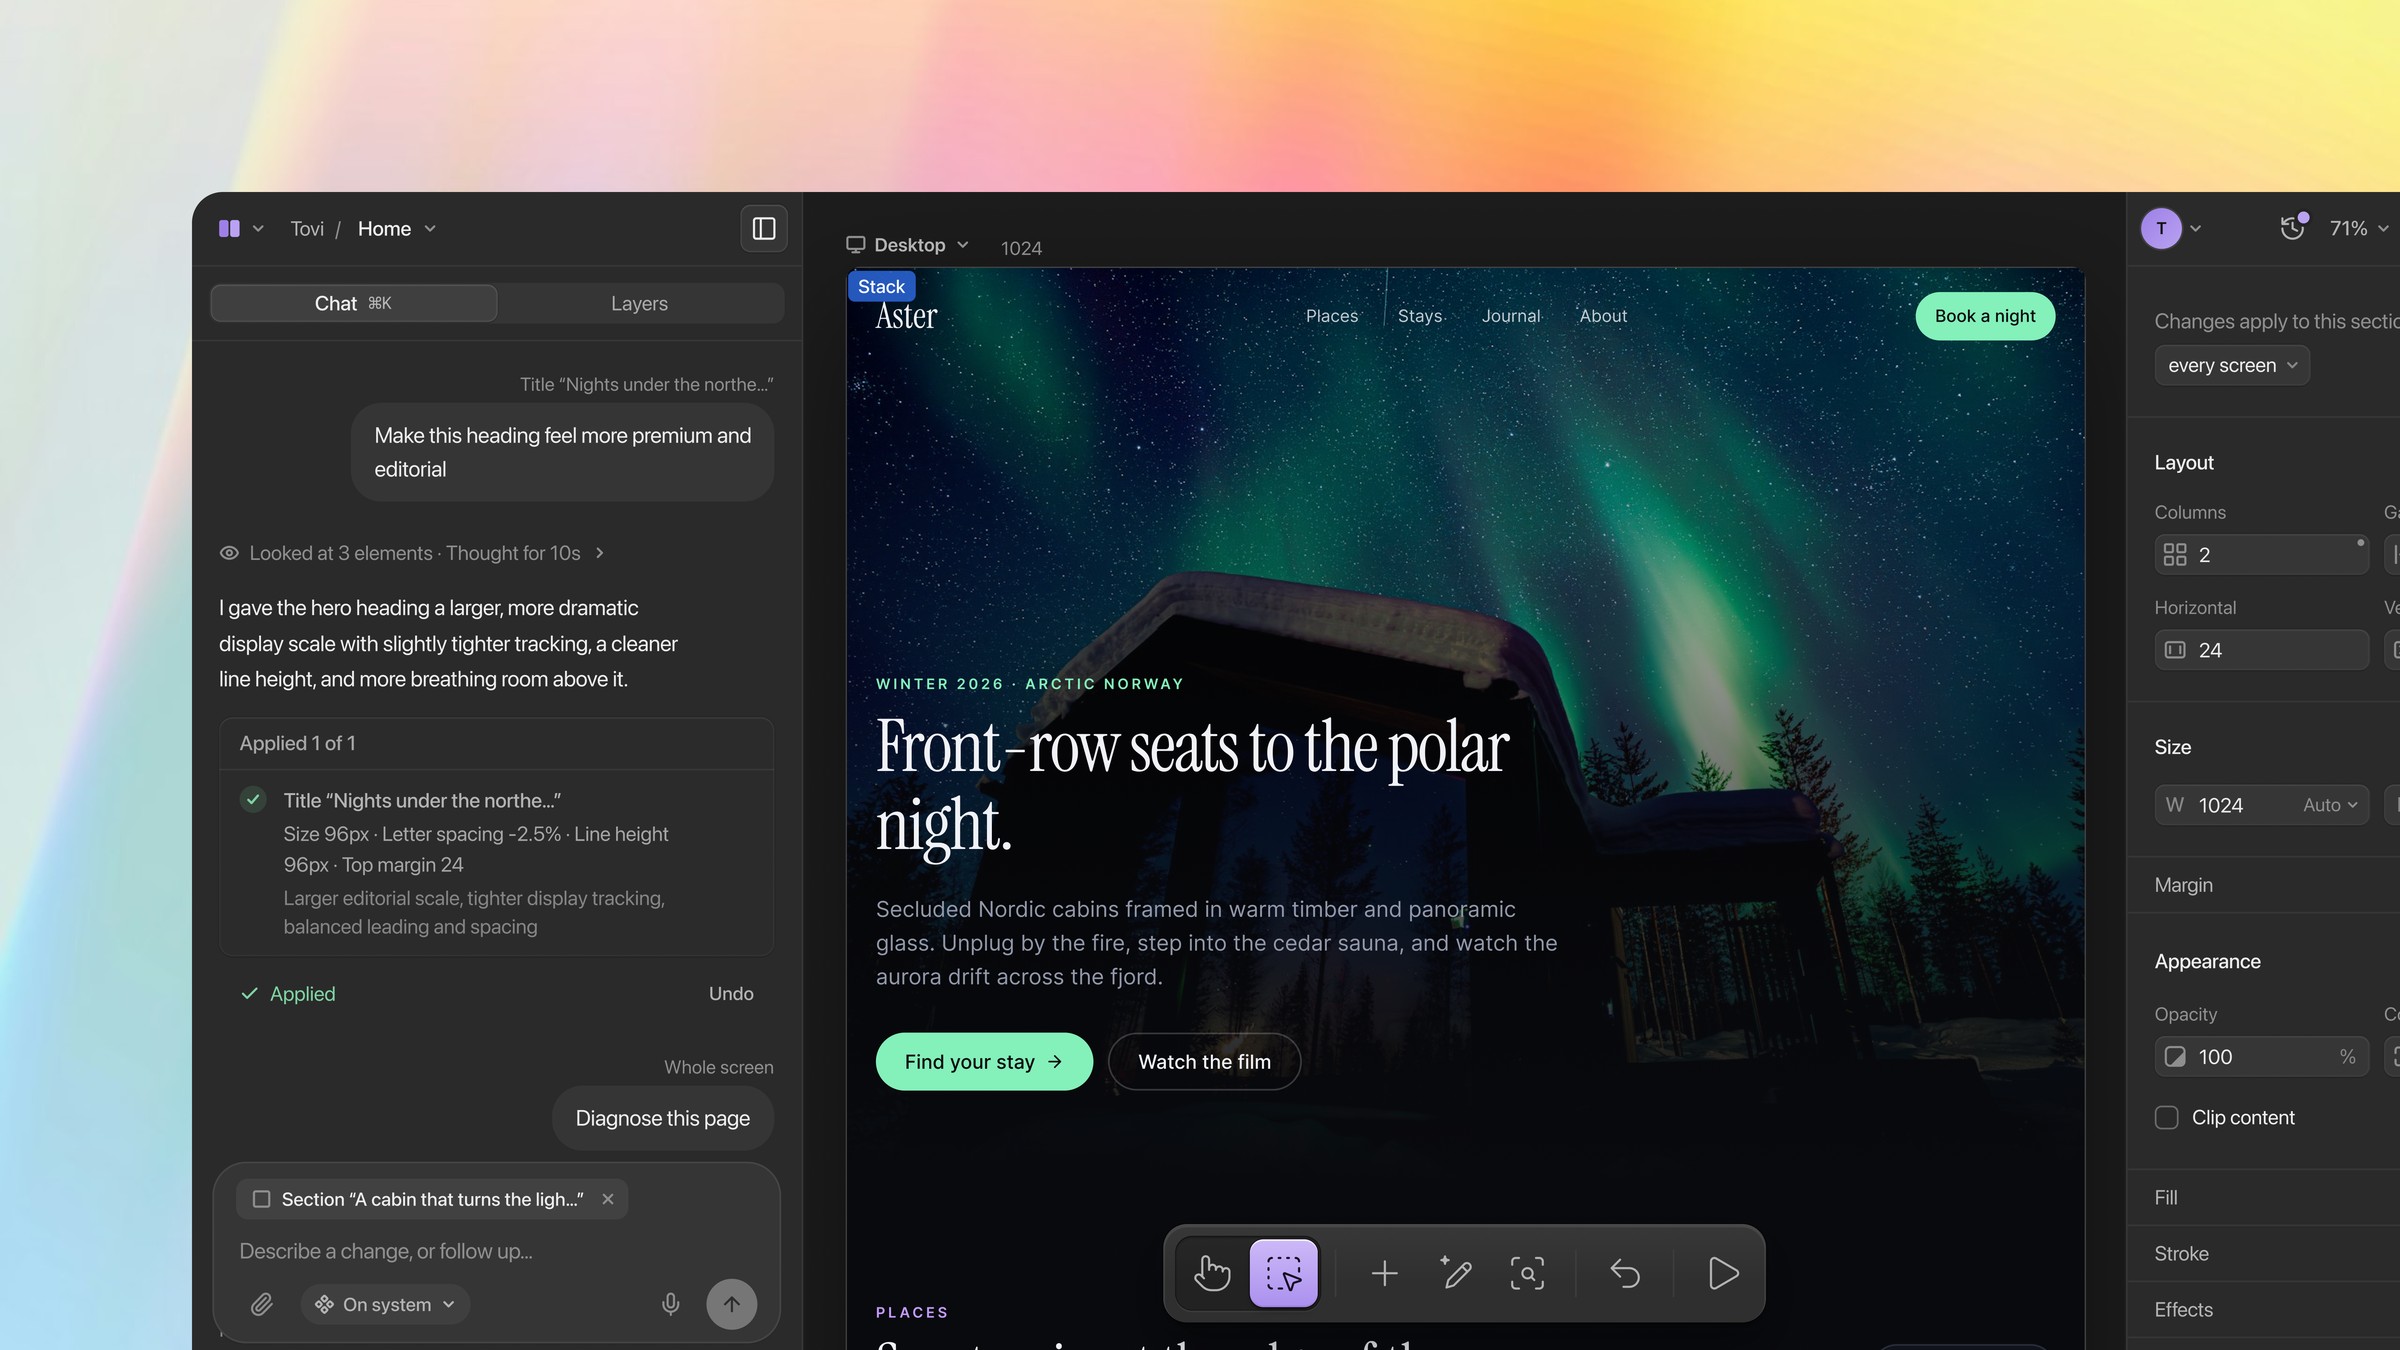 Tovi / Home
Chat ⌘K
Layers
Title “Nights under the northe...”
Make this heading feel more premium and
editorial
Looked at 3 elements · Thought for 10s
I gave the hero heading a larger, more dramatic
display scale with slightly tighter tracking, a cleaner
line height, and more breathing room above it.
Applied 1 of 1
Title “Nights under the northe...”
Size 96px · Letter spacing -2.5% · Line height
96px · Top margin 24
Larger editorial scale, tighter display tracking,
balanced leading and spacing
Applied
Undo
Whole screen
Diagnose this page
Section “A cabin that turns the ligh...”
Describe a change, or follow up...
On system
Desktop
1024
Stack
Aster
Places
Stays
Journal
About
Book a night
WINTER 2026 · ARCTIC NORWAY
Front-row seats to the polar
night.
Secluded Nordic cabins framed in warm timber and panoramic
glass. Unplug by the fire, step into the cedar sauna, and watch the
aurora drift across the fjord.
Find your stay →
Watch the film
PLACES
T
71%
Changes apply to this
every screen
Layout
Columns
2
Horizontal
24
Size
W 1024 Auto
Margin
Appearance
Opacity
100 %
Clip content
Fill
Stroke
Effects